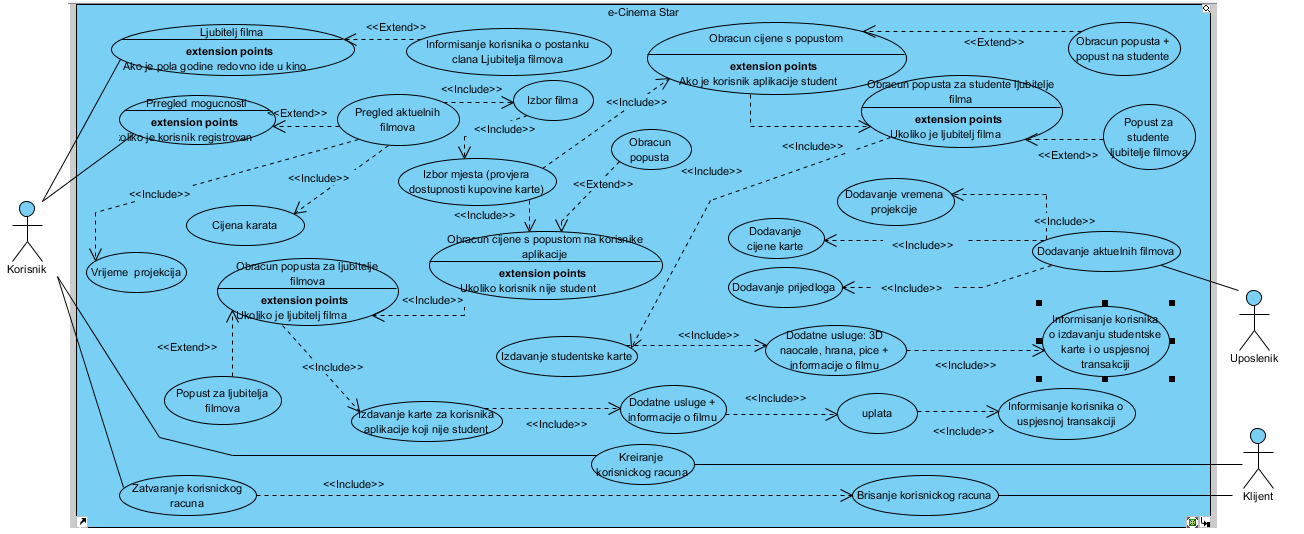 e-Cinema Star
Ljubitelj filma
extension points
Ako je pola godine redovno ide u kino
<<Extend>>
Informisanje korisnika o postanku
clana Ljubitelja filmova
Obracun cijene s popustom
extension points
Ako je korisnik aplikacije student
<<Extend>>
Obracun popusta +
popust na studente
Prregled mogucnosti
extension points
oliko je korisnik registrovan
<<Extend>>
Pregled aktuelnih
filmova
<<Include>>
Izbor filma
<<Include>>
<<Include>>
Obracun popusta za studente ljubitelje
filma
extension points
Ukoliko je ljubitelj filma
Popust za
studente
ljubitelje filmova
<<Extend>>
<<Include>>
Obracun
popusta
<<Include>>
<<Extend>>
Izbor mjesta (provjera
dostupnosti kupovine karte)
<<Include>>
<<Include>>
<<Include>>
Cijena karata
Vrijeme  projekcija
Korisnik
Obracun cijene s popustom na korisnike
aplikacije
extension points
Ukoliko korisnik nije student
Dodavanje vremena
projekcije
<<Include>>
Dodavanje
cijene karte
<<Include>>
Dodavanje aktuelnih filmova
Dodavanje prijedloga
<<Include>>
Obracun popusta za ljubitelje
filmova
extension points
Ukoliko je ljubitelj filma
<<Include>>
<<Extend>>
Popust za ljubitelja
filmova
<<Include>>
Izdavanje studentske karte
<<Include>>
Dodatne usluge: 3D
naocale, hrana, pice +
informacije o filmu
<<Include>>
Informisanje korisnika
o izdavanju studentske
karte i o uspjesnoj
transakciji
Uposlenik
Izdavanje karte za korisnika
aplikacije koji nije student
<<Include>>
Dodatne usluge +
informacije o filmu
<<Include>>
uplata
<<Include>>
Informisanje korisnika o
uspjesnoj transakciji
Kreiranje
korisnickog racuna
Zatvaranje korisnickog
racuna
<<Include>>
Brisanje korisnickog racuna
Klijent